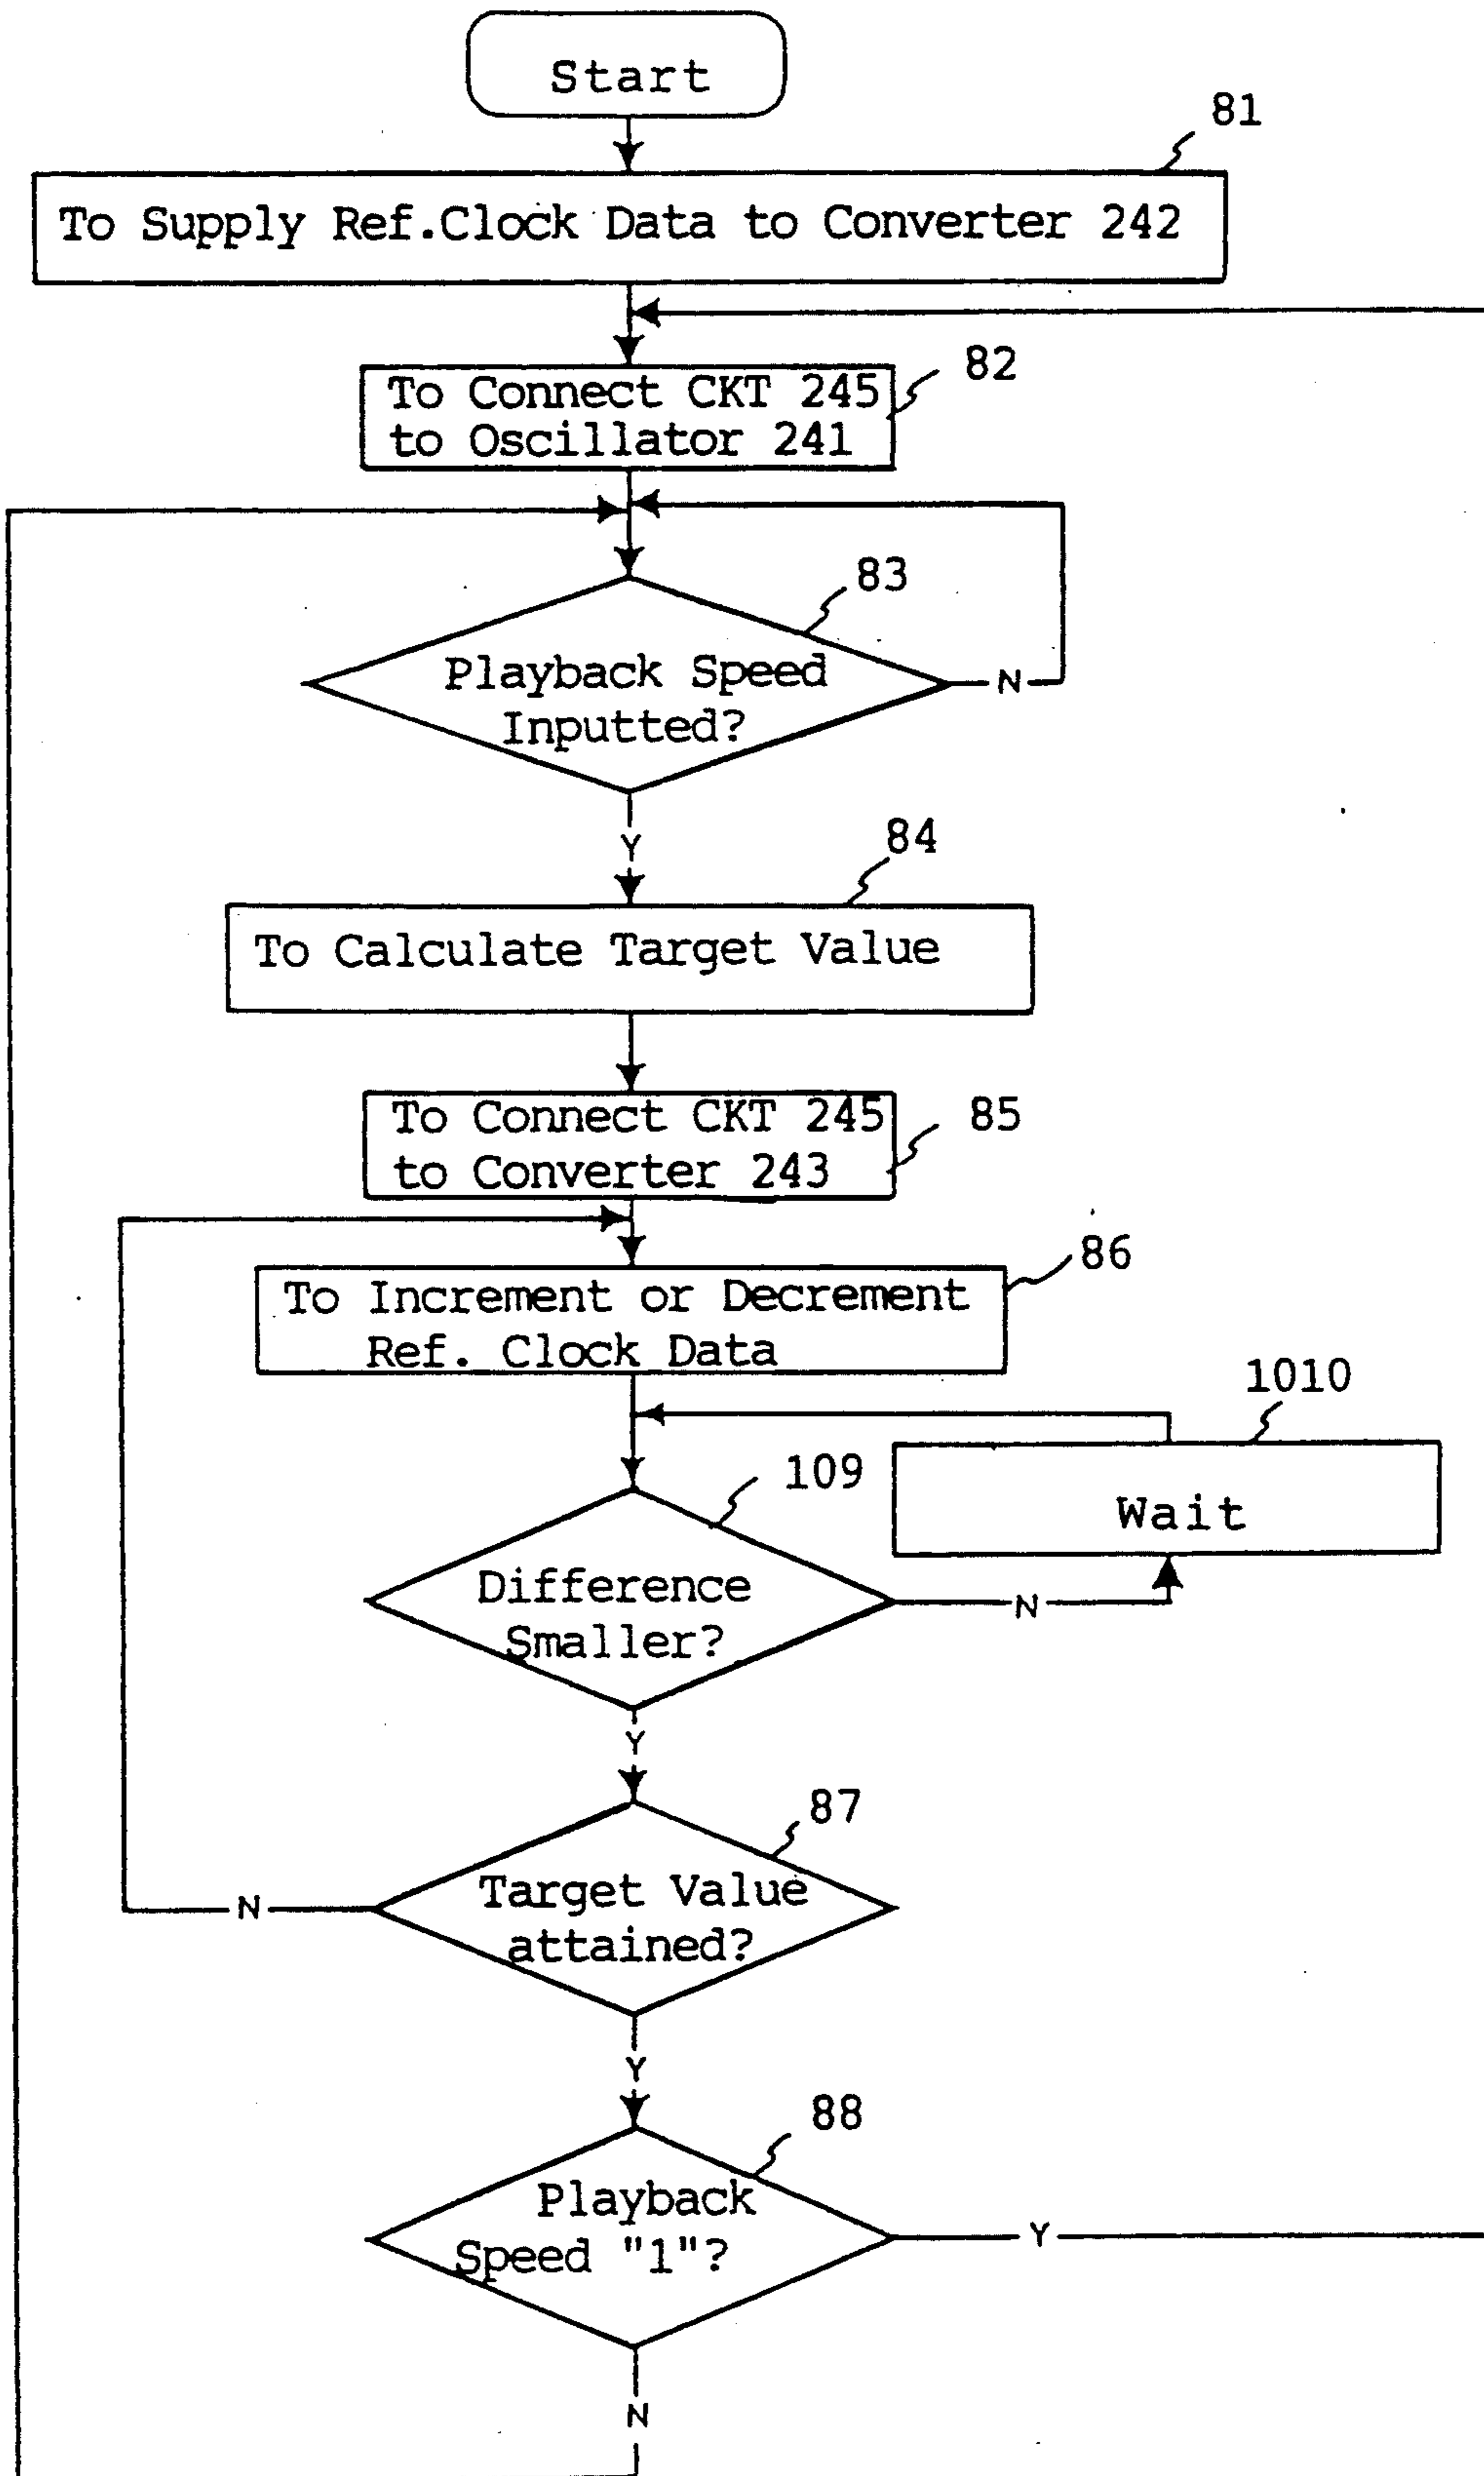 Start
81
To Supply Ref.Clock Data to Converter 242
82
To Connect CKT 245
to Oscillator 241
83
Playback Speed
Inputted?
N
Y
84
To Calculate Target Value
85
To Connect CKT 245
to Converter 243
86
To Increment or Decrement
Ref. Clock Data
1010
Wait
109
Difference
Smaller?
N
Y
87
Target Value
attained?
N
Y
88
Playback
Speed "1"?
Y
N